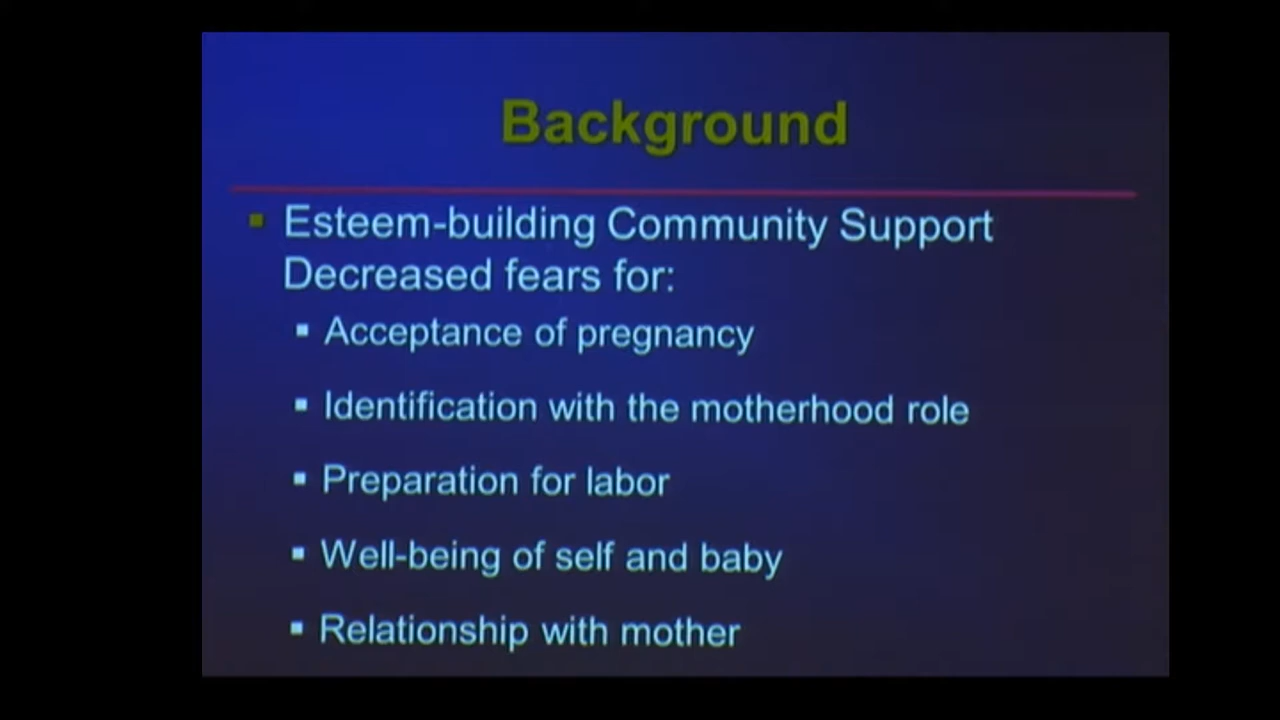 Background
Esteem-building Community Support
Decreased fears for:
Acceptance of pregnancy
Identification with the motherhood role
Preparation for labor
Well-being of self and baby
Relationship with mother